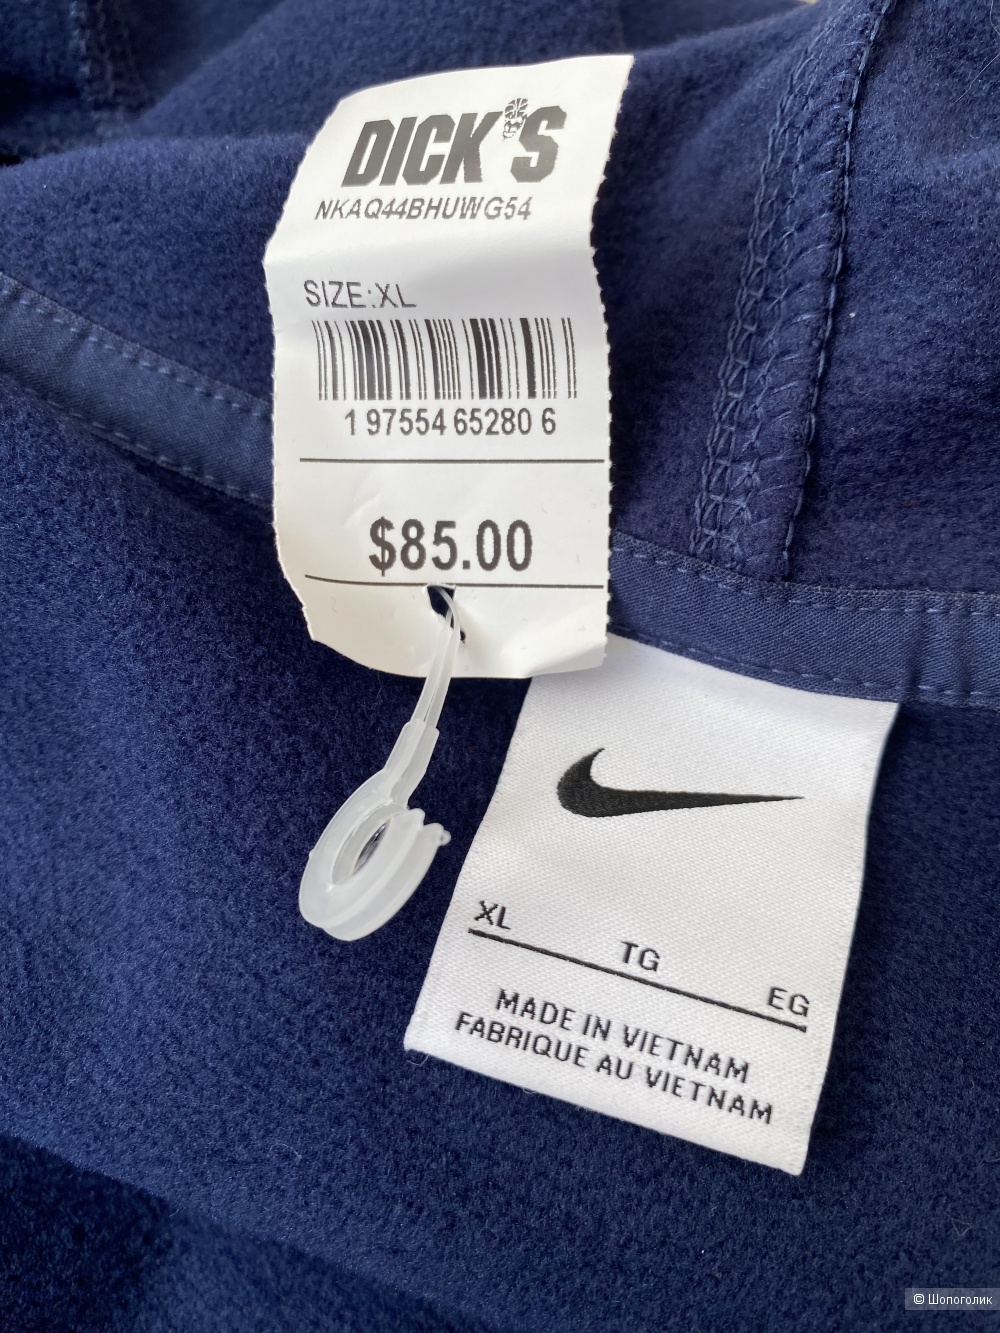 DICK'S
NKAQ44BHUWG54
SIZE:XL
1 97554 65280 6
$85.00
XL
TG
EG
MADE IN VIETNAM
FABRIQUE AU VIETNAM
© Шопоголик